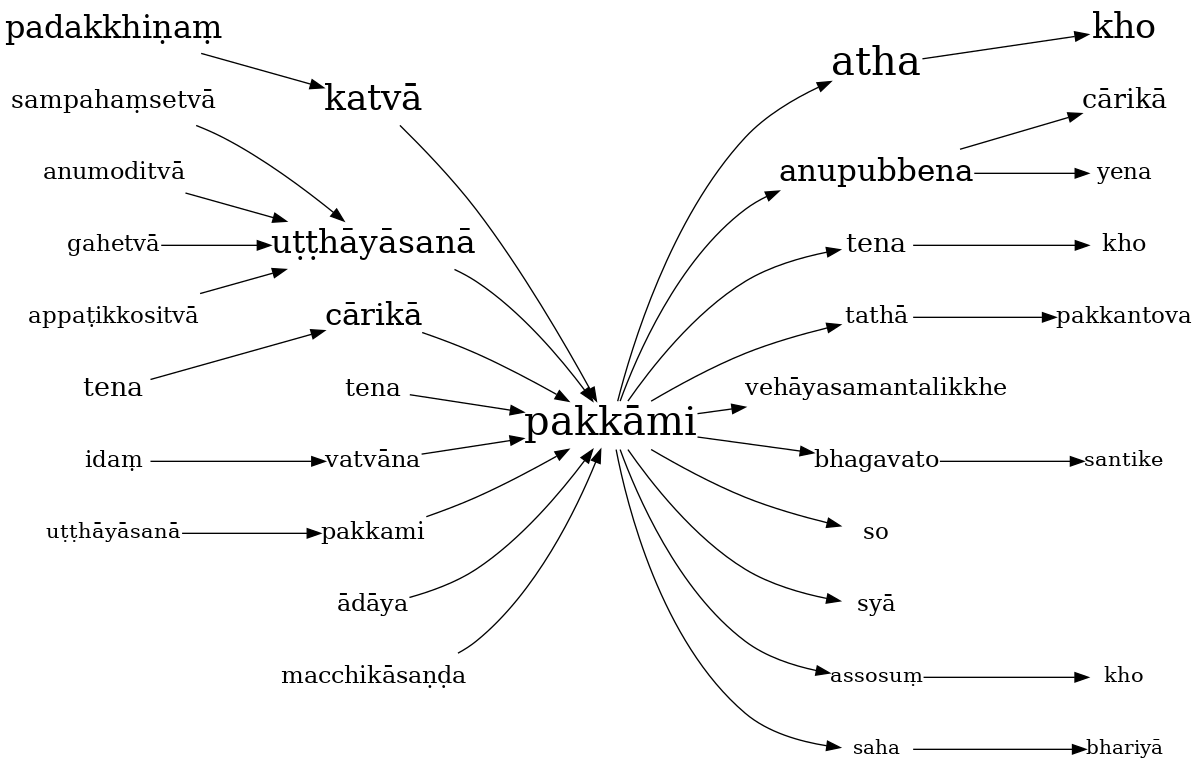 padakkhiṇaṃ
katvā
sampahaṃsetvā
anumoditvā
gahetvā
uṭṭhāyāsanā
appaṭikkositvā
cārikā
tena
tena
idaṃ
vatvāna
uṭṭhāyāsanā
pakkami
ādāya
macchikāsaṇḍa
pakkāmi
atha
kho
anupubbena
cārikā
yena
tena
kho
tathā
pakkantova
vehāyasamantalikkhe
bhagavato
santike
so
syā
assosuṃ
kho
saha
bhariyā